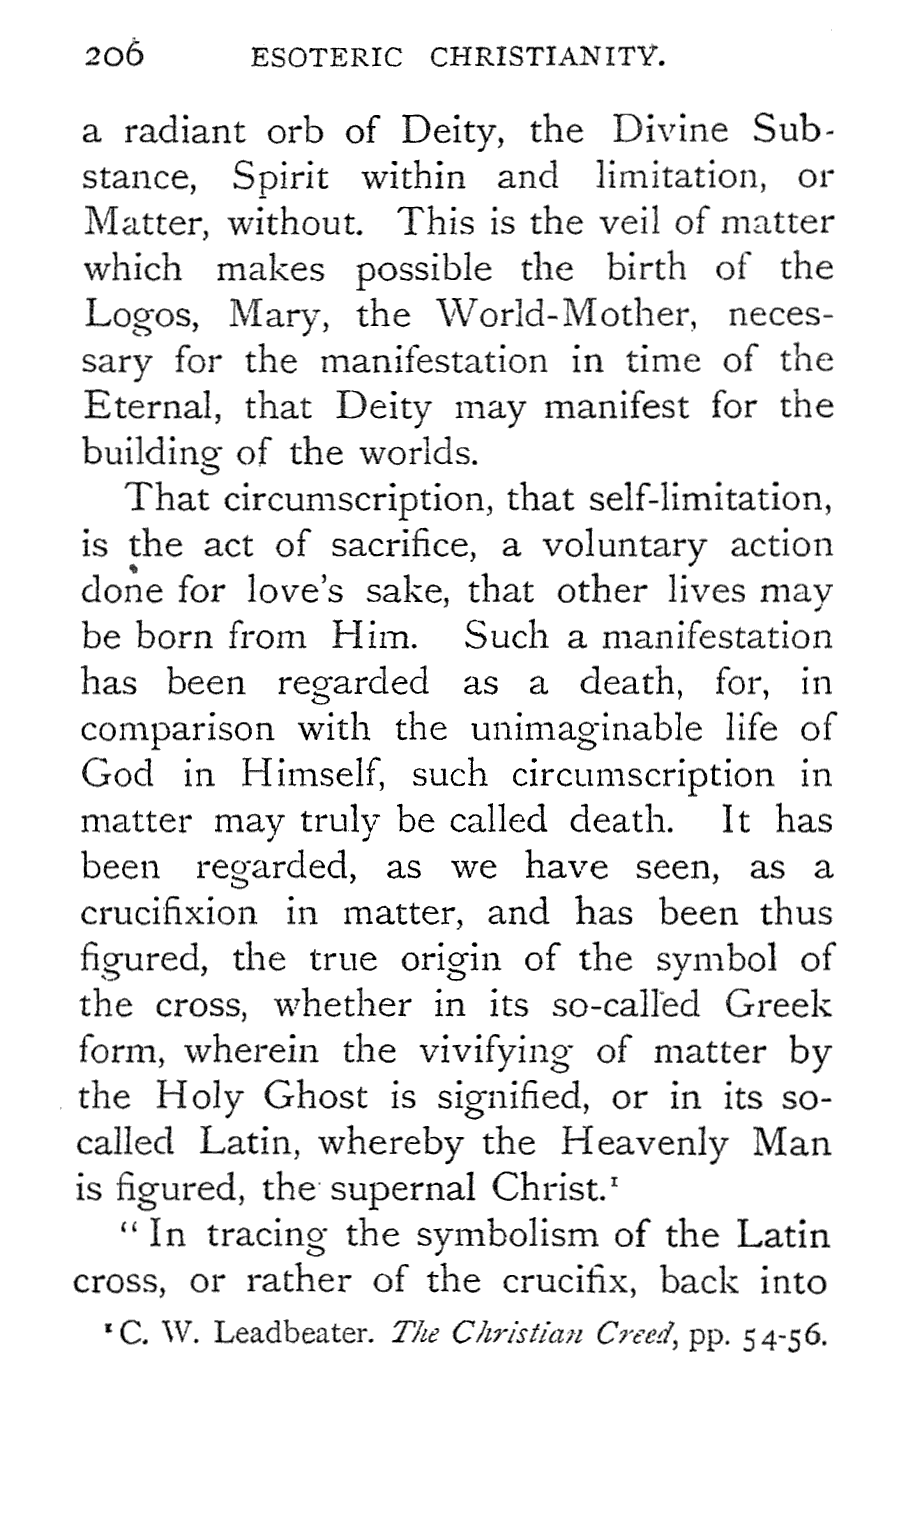 206 ESOTERIC CHRISTIANITY.
a radiant orb of Deity, the Divine Sub-
stance, Spirit within and limitation, or
Matter, without. This is the veil of matter
which makes possible the birth of the
Logos, Mary, the World-Mother, neces-
sary for the manifestation in time of the
Eternal, that Deity may manifest for the
building of the worlds.
That circumscription, that self-limitation,
is the act of sacrifice, a voluntary action
done for love's sake, that other lives may
be born from Him. Such a manifestation
has been regarded as a death, for, in
comparison with the unimaginable life of
God in Himself, such circumscription in
matter may truly be called death. It has
been regarded, as we have seen, as a
crucifixion in matter, and has been thus
figured, the true origin of the symbol of
the cross, whether in its so-called Greek
form, wherein the vivifying of matter by
the Holy Ghost is signified, or in its so-
called Latin, whereby the Heavenly Man
is figured, the supernal Christ.¹
“In tracing the symbolism of the Latin
cross, or rather of the crucifix, back into
¹ C. W. Leadbeater. The Christian Creed, pp. 54-56.